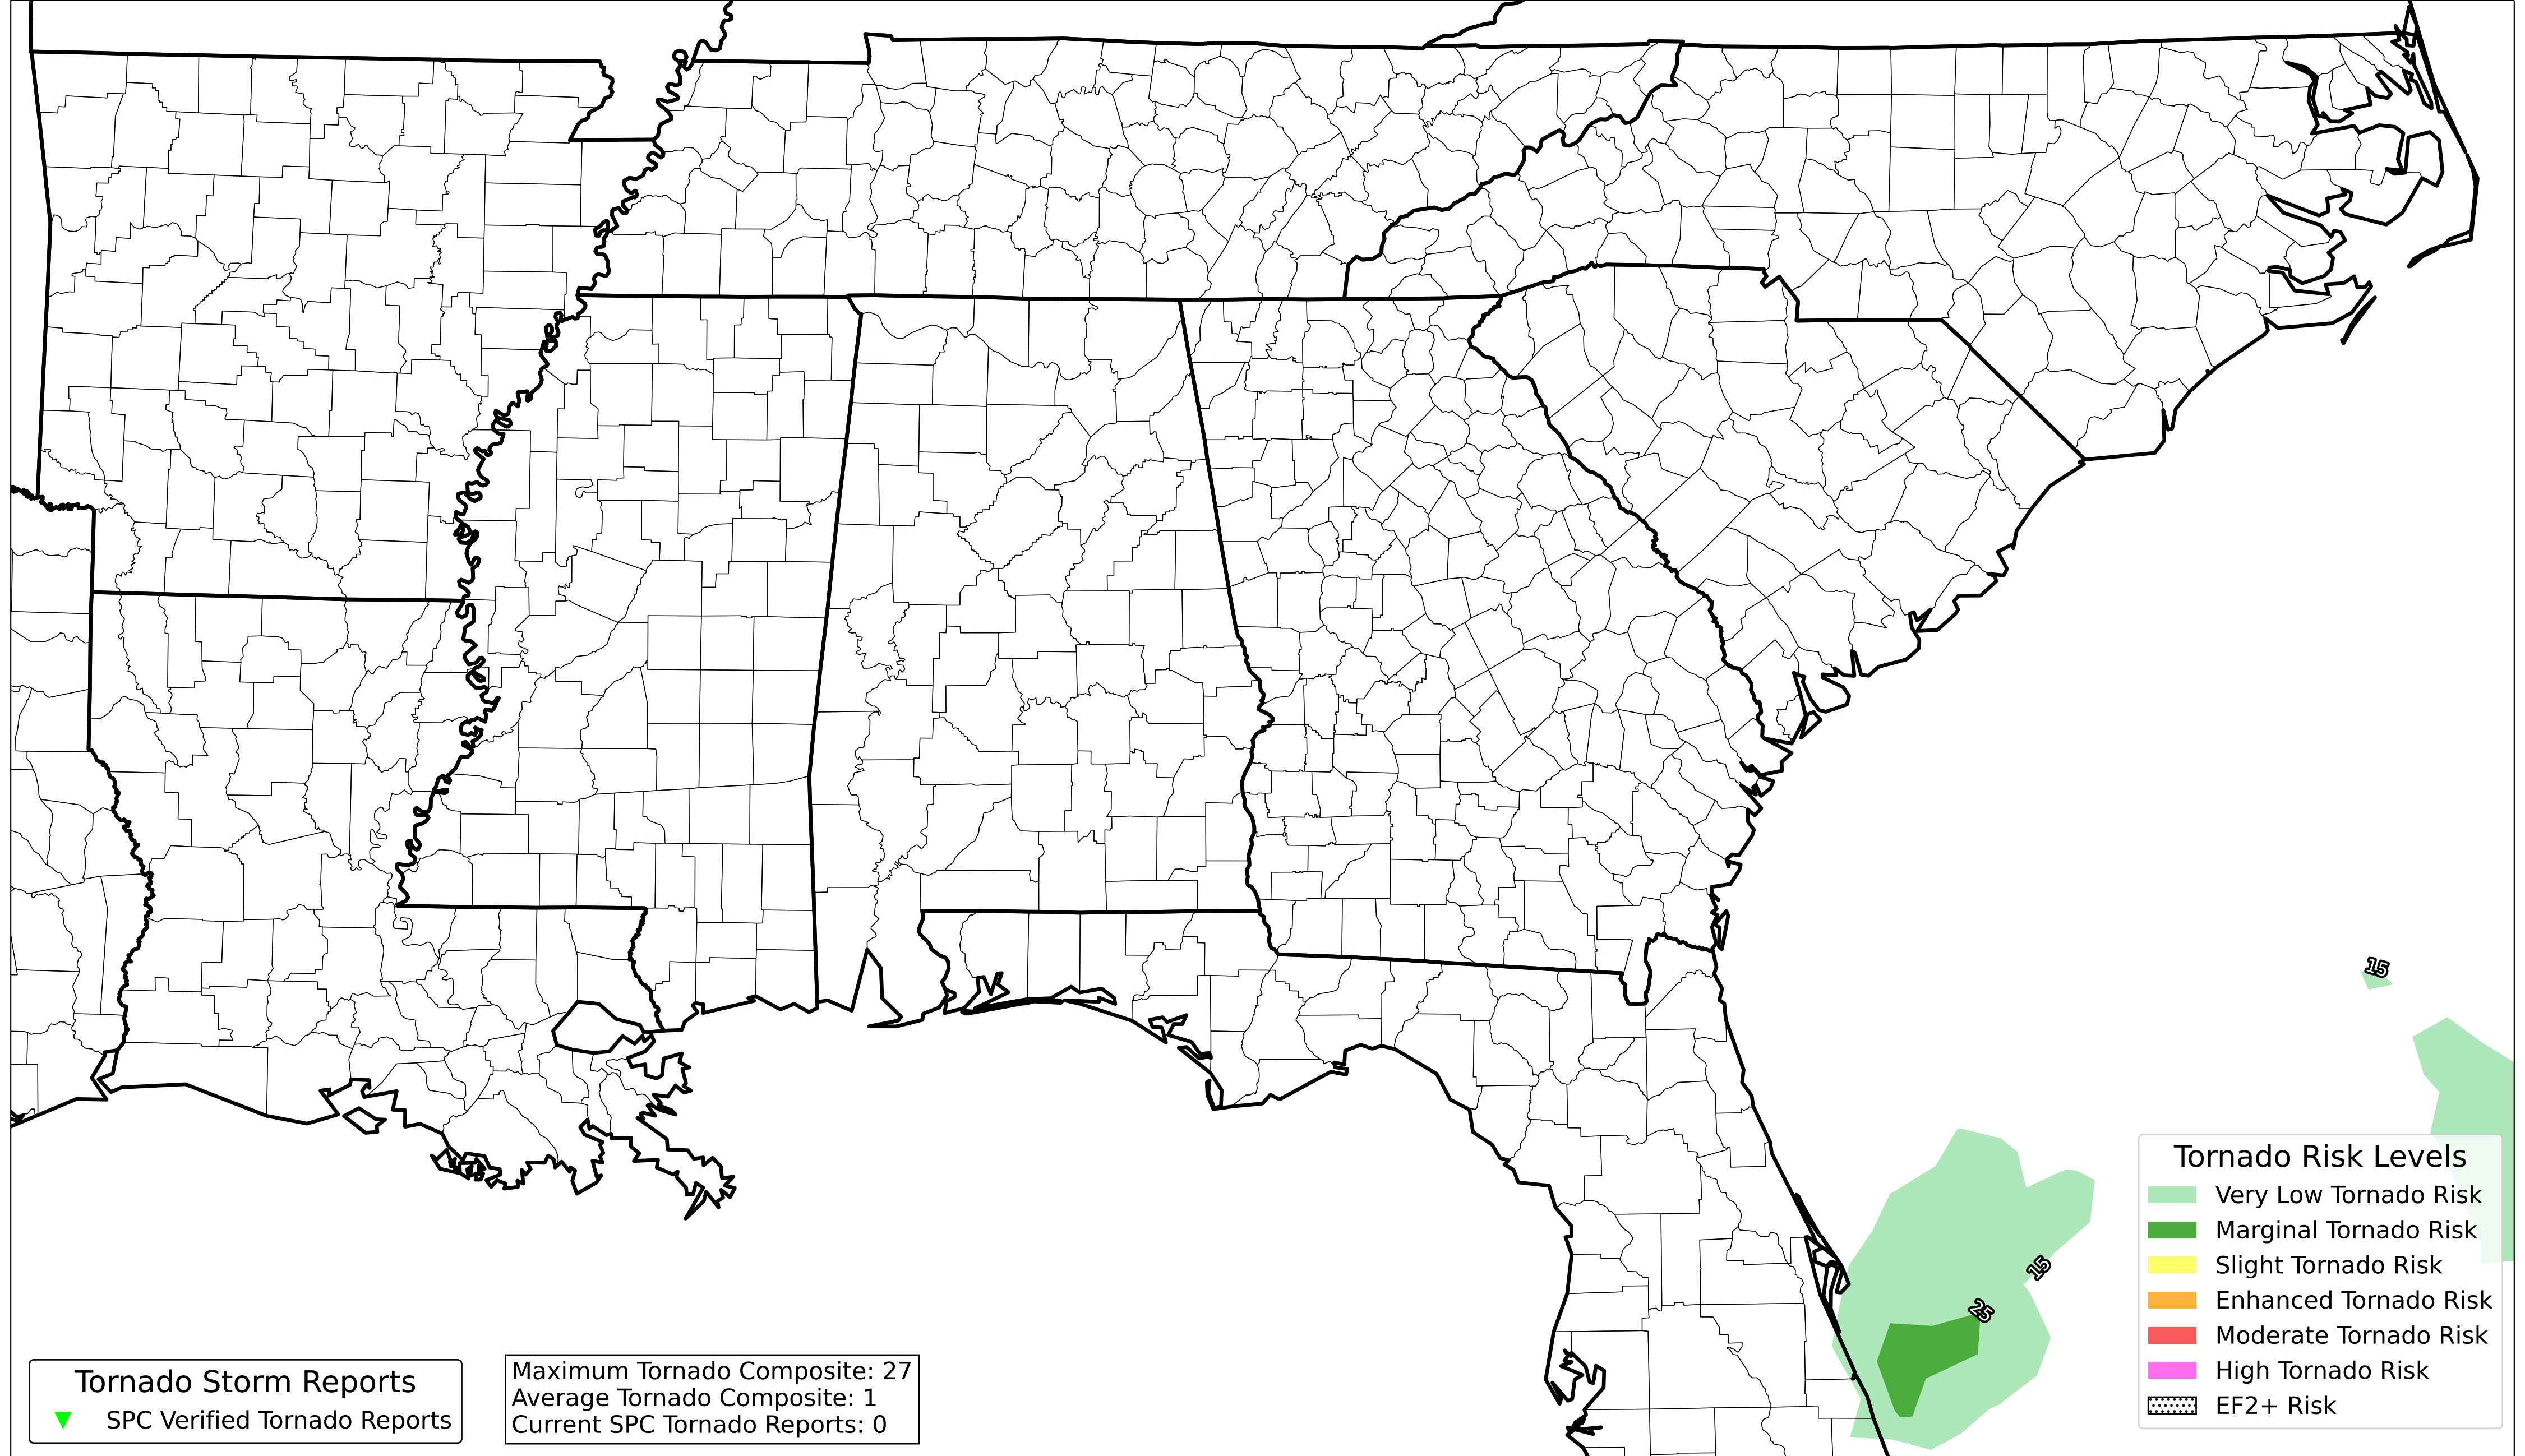 15
15
25
Tornado Risk Levels
Very Low Tornado Risk
Marginal Tornado Risk
Slight Tornado Risk
Enhanced Tornado Risk
Moderate Tornado Risk
High Tornado Risk
EF2+ Risk
Tornado Storm Reports
SPC Verified Tornado Reports
Maximum Tornado Composite: 27
Average Tornado Composite: 1
Current SPC Tornado Reports: 0